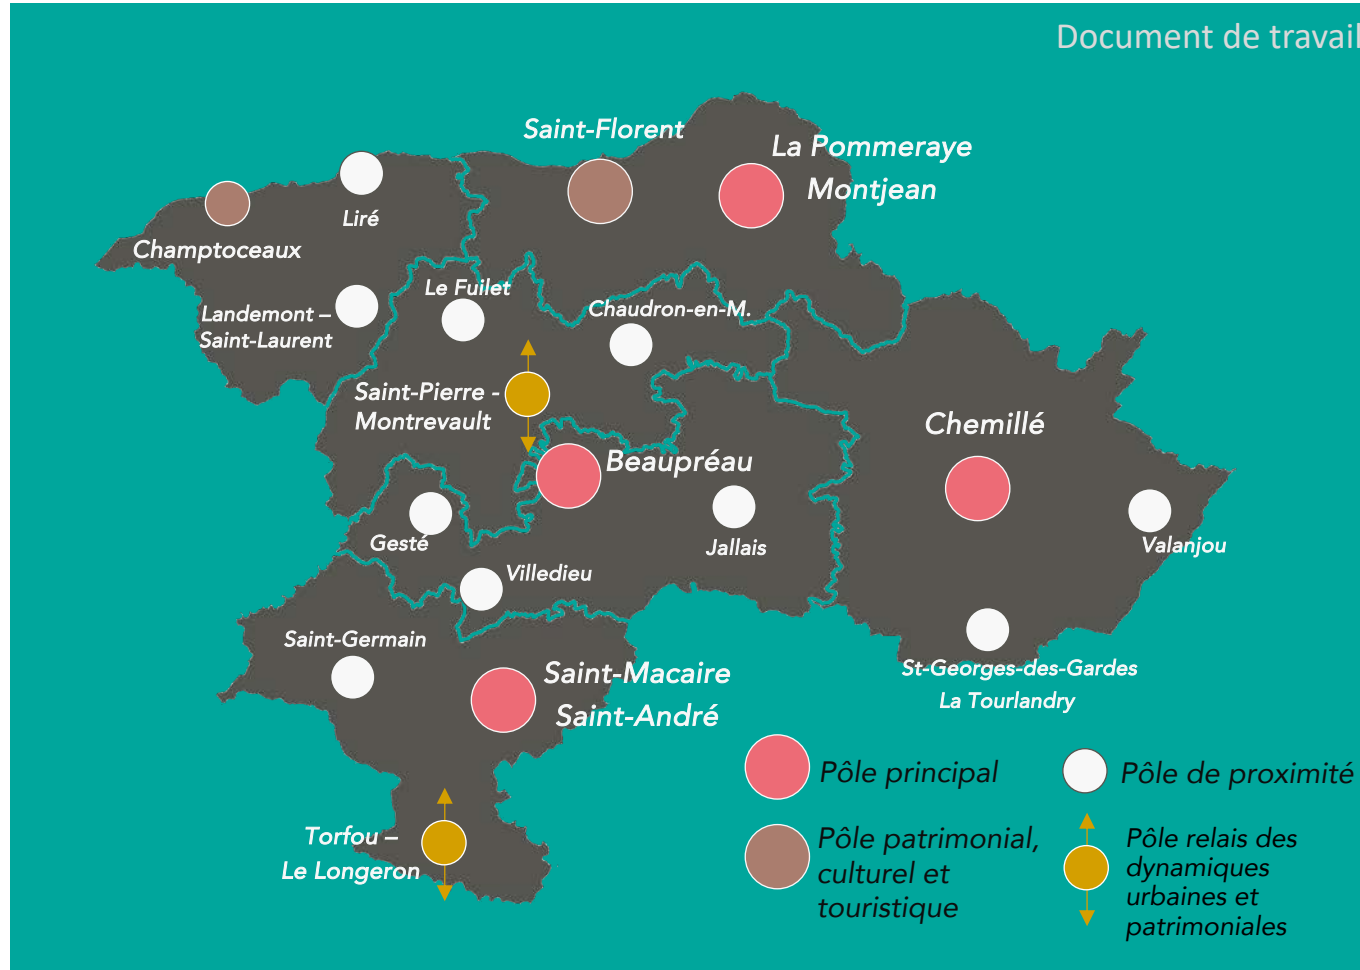 Document de travail
Saint-Florent
La Pommeraye
Montjean
Liré
Champtoceaux
Le Fuilet
Landemont –
Saint-Laurent
Chaudron-en-M.
Saint-Pierre -
Montrevault
Chemillé
Beaupréau
Gesté
Jallais
Valanjou
Villedieu
Saint-Germain
St-Georges-des-Gardes
La Tourlandry
Saint-Macaire
Saint-André
Torfou –
Le Longeron
Pôle principal
Pôle patrimonial,
culturel et
touristique
Pôle de proximité
Pôle relais des
dynamiques
urbaines et
patrimoniales